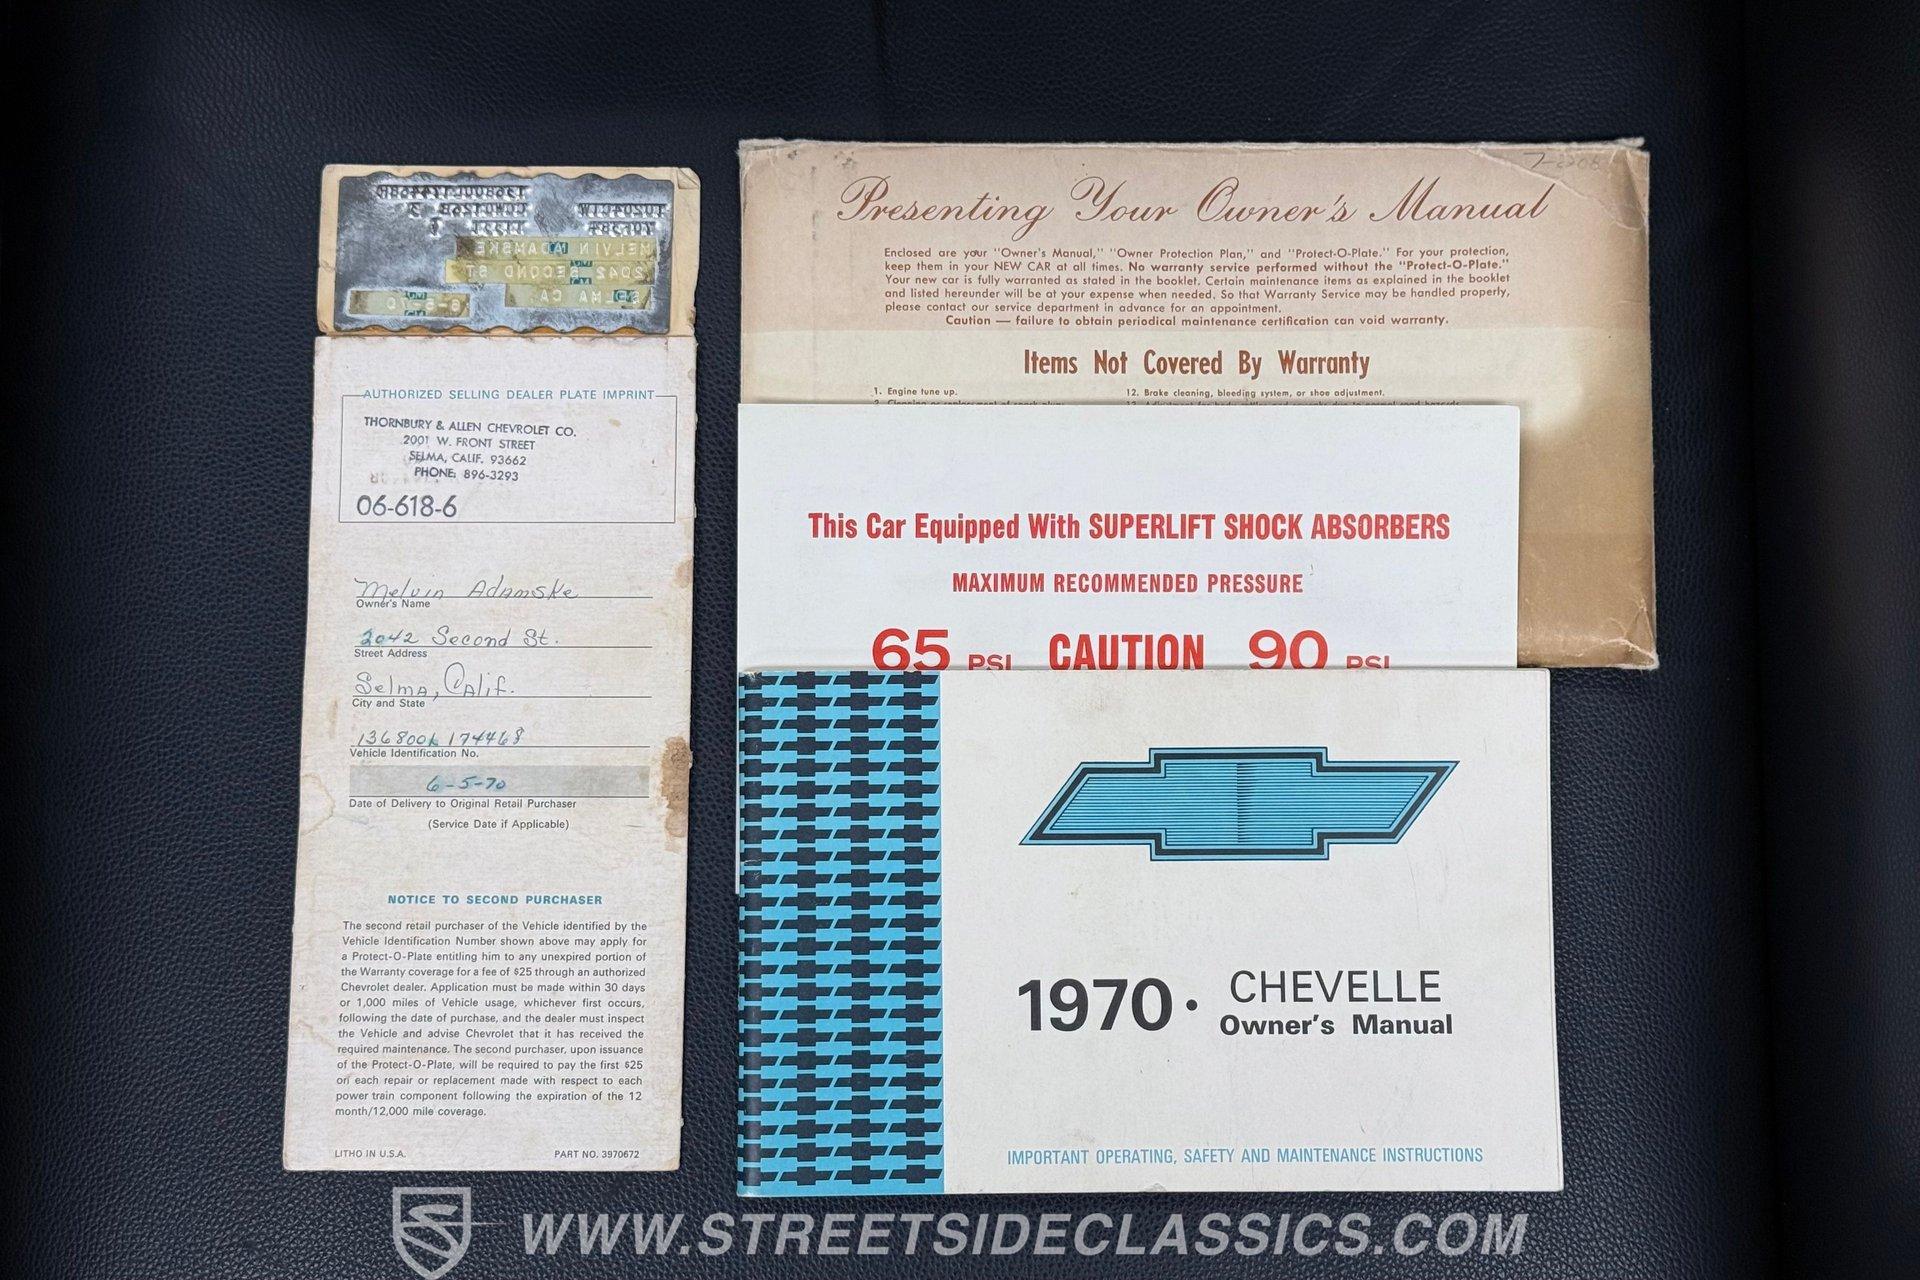 MELVIN ADAMSKE
2042 SECOND ST
SELMA CA
6-5-70
AUTHORIZED SELLING DEALER PLATE IMPRINT
THORNBURY & ALLEN CHEVROLET CO.
2001 W. FRONT STREET
SELMA, CALIF. 93662
PHONE: 896-3293
06-618-6
Melvin Adamske
Owner's Name
2042 Second St.
Street Address
Selma, Calif.
City and State
136800L174468
Vehicle Identification No.
6-5-70
Date of Delivery to Original Retail Purchaser
(Service Date if Applicable)
NOTICE TO SECOND PURCHASER
The second retail purchaser of the Vehicle identified by the
Vehicle Identification Number shown above may apply for
a Protect-O-Plate entitling him to any unexpired portion of
the Warranty coverage for a fee of $25 through an authorized
Chevrolet dealer. Application must be made within 30 days
or 1,000 miles of Vehicle usage, whichever first occurs,
following the date of purchase, and the dealer must inspect
the Vehicle and advise Chevrolet that it has received the
required maintenance. The second purchaser, upon issuance
of the Protect-O-Plate, will be required to pay the first $25
on each repair or replacement made with respect to each
power train component following the expiration of the 12
month/12,000 mile coverage.
LITHO IN U.S.A.
PART NO. 3970672
Presenting Your Owner's Manual
Enclosed are your "Owner's Manual," "Owner Protection Plan," and "Protect-O-Plate." For your protection,
keep them in your NEW CAR at all times. No warranty service performed without the "Protect-O-Plate."
Your new car is fully warranted as stated in the booklet. Certain maintenance items as explained in the booklet
and listed hereunder will be at your expense when needed. So that Warranty Service may be handled properly,
please contact our service department in advance for an appointment.
Caution — failure to obtain periodical maintenance certification can void warranty.
Items Not Covered By Warranty
1. Engine tune up.
12. Brake cleaning, bleeding system, or shoe adjustment.
This Car Equipped With SUPERLIFT SHOCK ABSORBERS
MAXIMUM RECOMMENDED PRESSURE
65 PSI CAUTION 90 PSI
1970 · CHEVELLE
Owner's Manual
IMPORTANT OPERATING, SAFETY AND MAINTENANCE INSTRUCTIONS
WWW.STREETSIDECLASSICS.COM